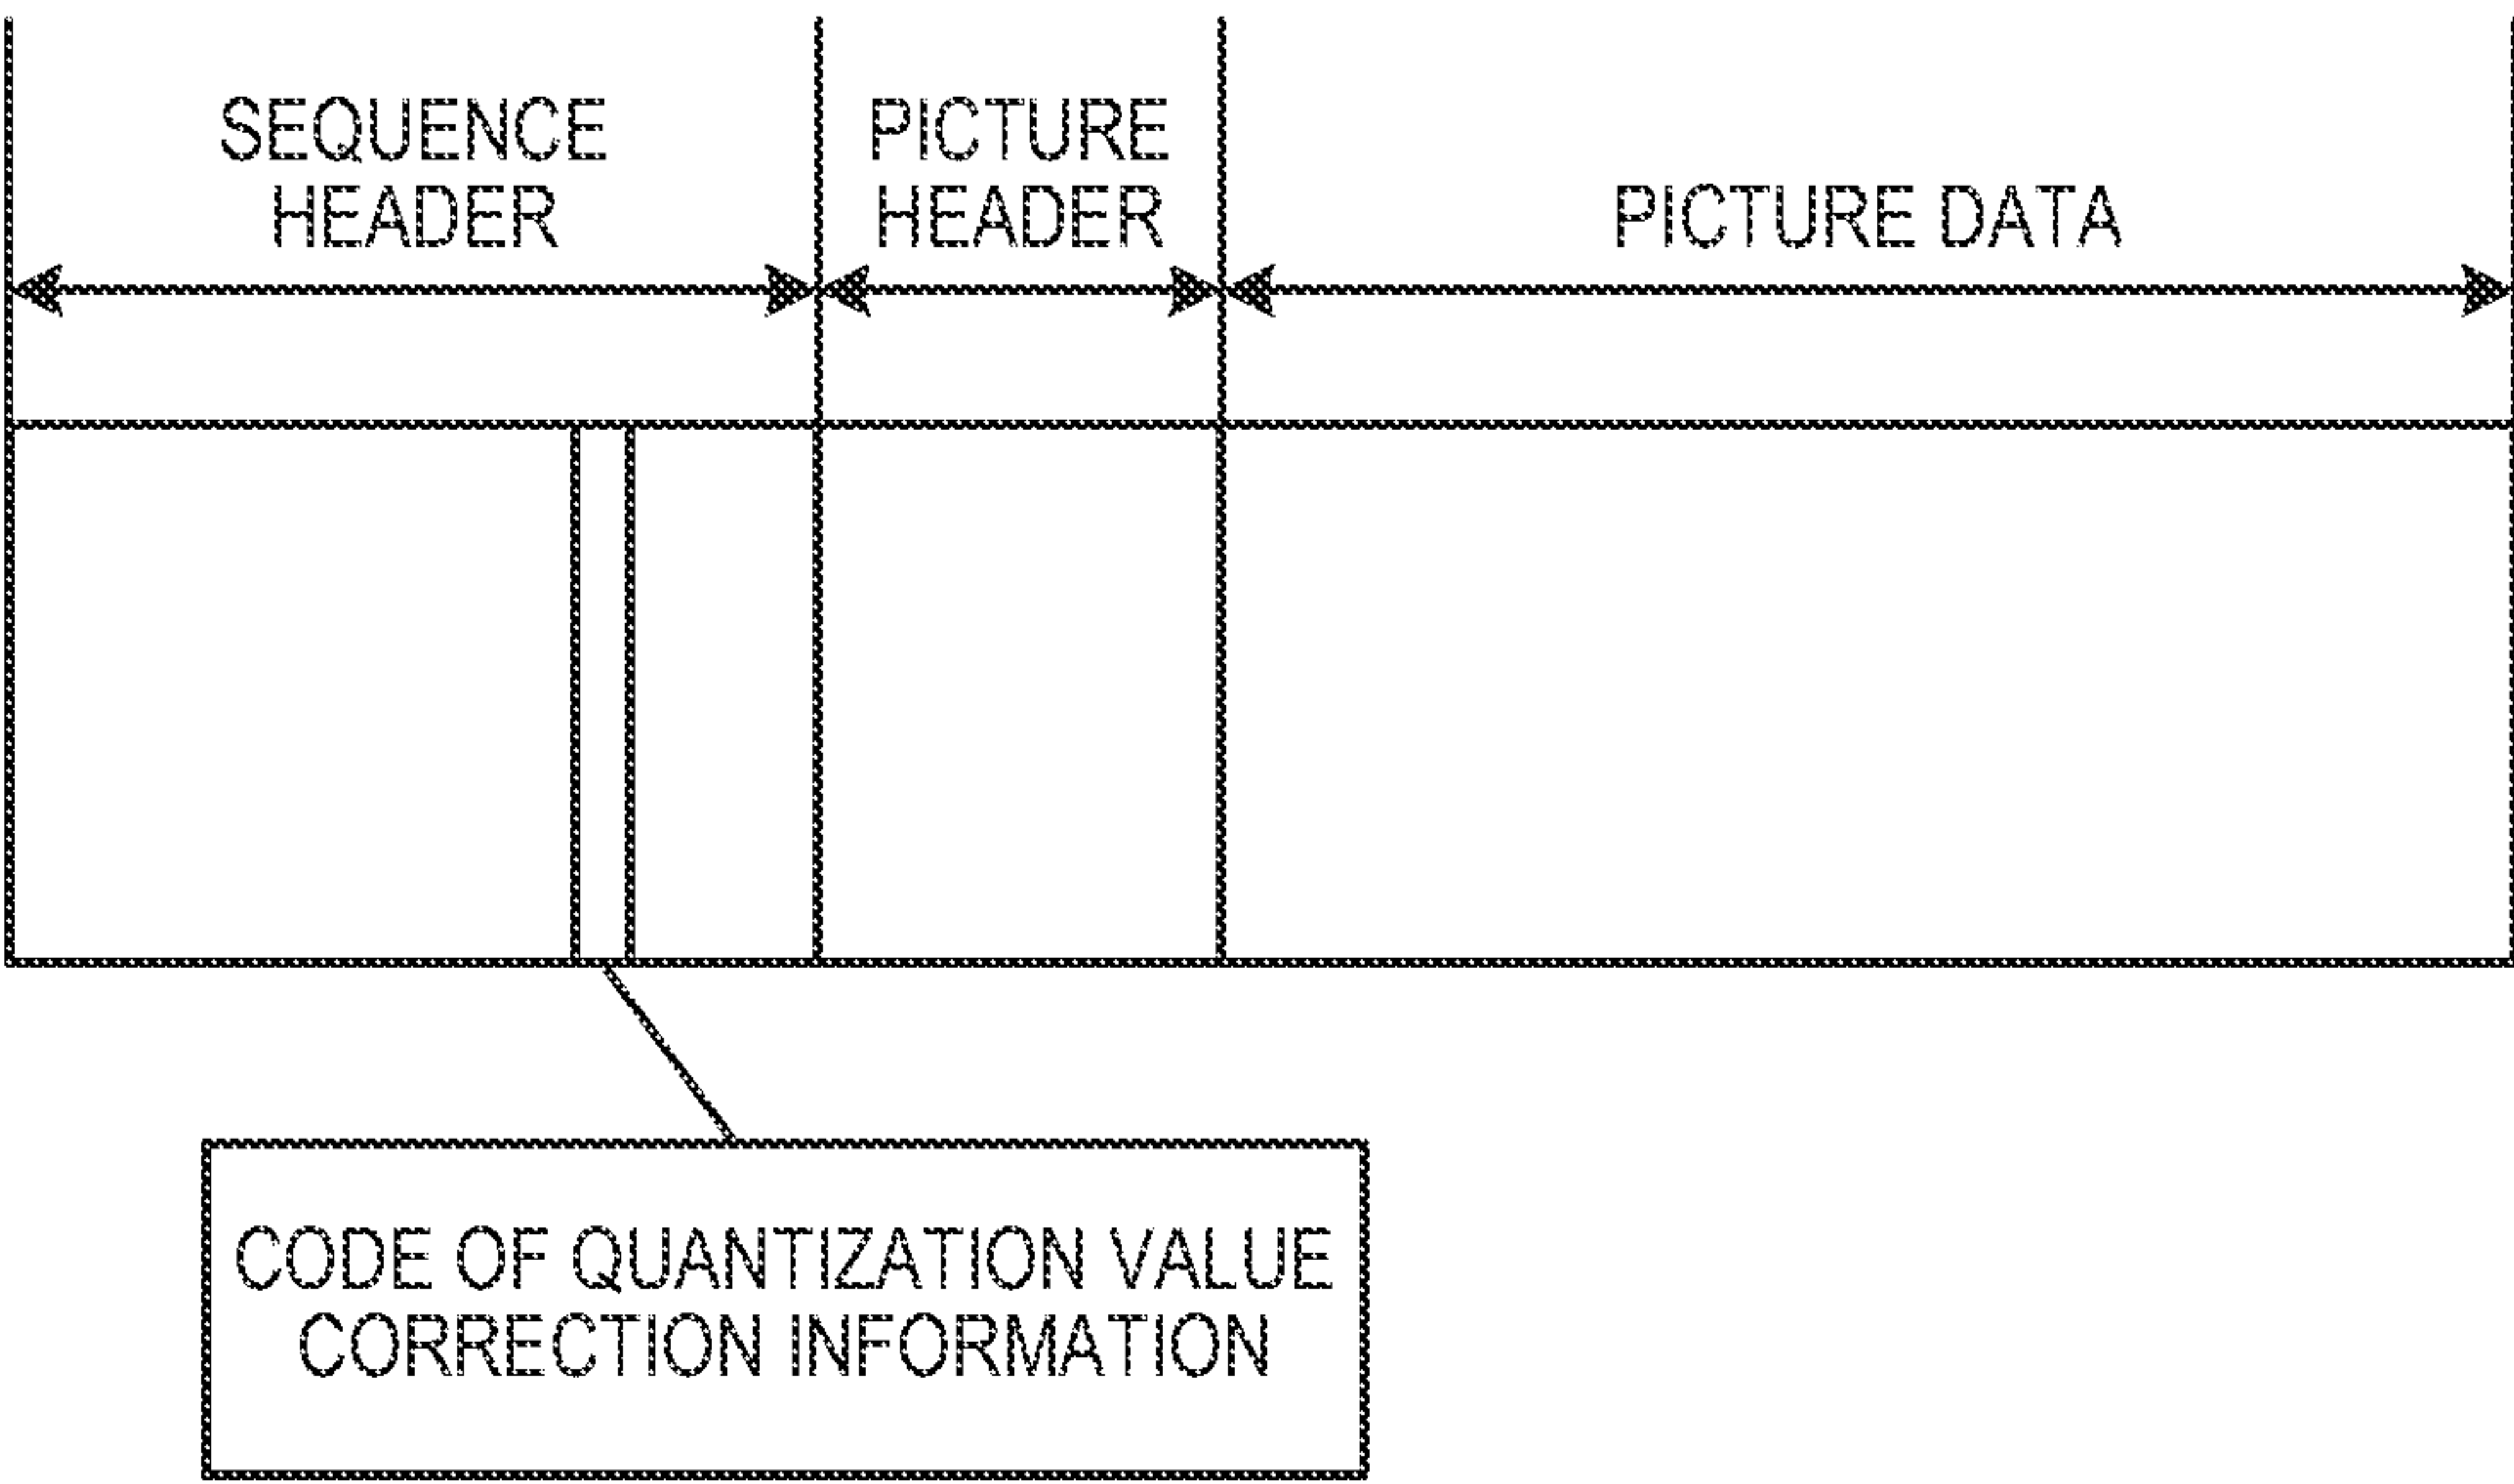 SEQUENCE
HEADER
PICTURE
HEADER
PICTURE DATA
CODE OF QUANTIZATION VALUE
CORRECTION INFORMATION